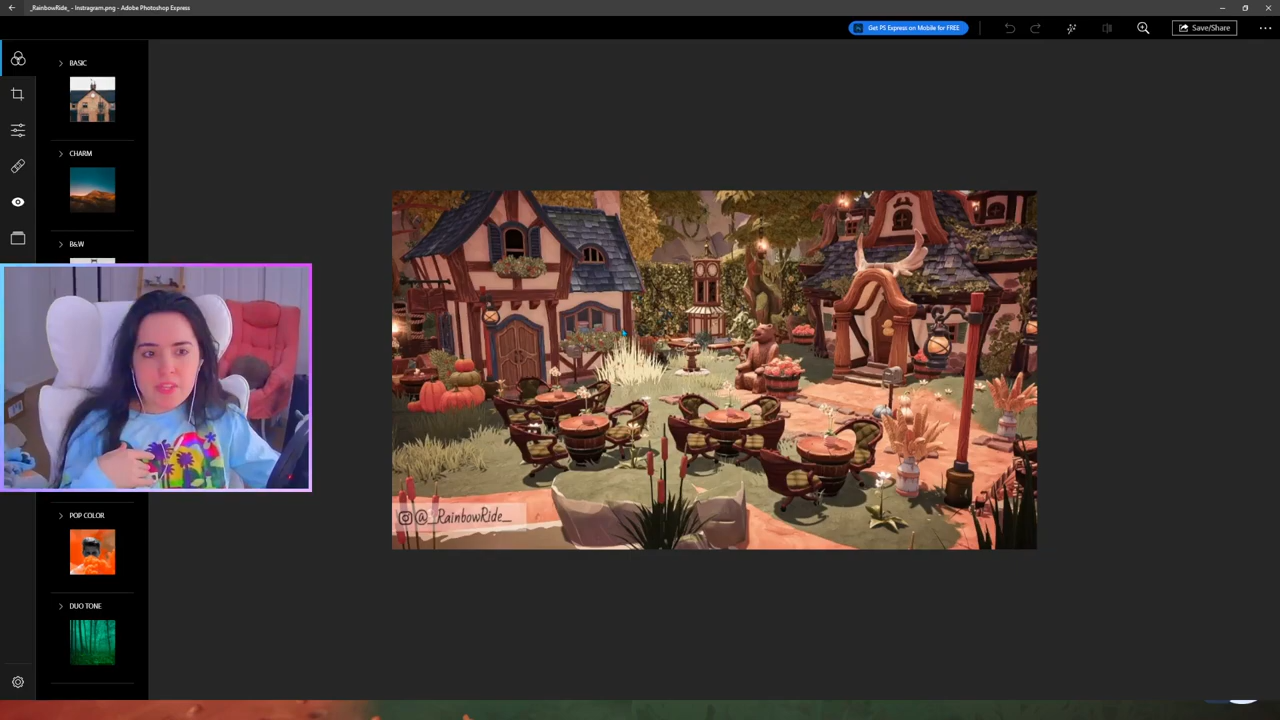 _RainbowRide_ - Instragram.png - Adobe Photoshop Express
Get PS Express on Mobile for FREE
Save/Share
BASIC
CHARM
B&W
POP COLOR
DUO TONE
@_RainbowRide_